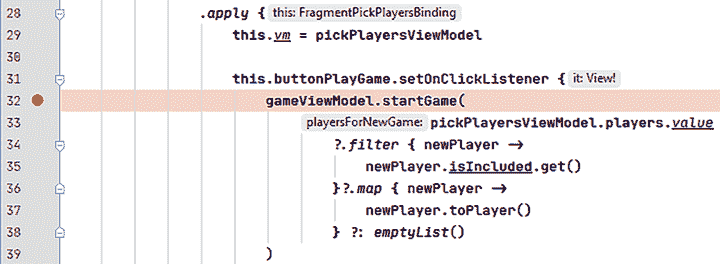 28 .apply { this: FragmentPickPlayersBinding
29 this.vm = pickPlayersViewModel
30
31 this.buttonPlayGame.setOnClickListener { it: View!
32 gameViewModel.startGame(
33 playersForNewGame: pickPlayersViewModel.players.value
34 ?.filter { newPlayer ->
35 newPlayer.isIncluded.get()
36 }?.map { newPlayer ->
37 newPlayer.toPlayer()
38 } ?: emptyList()
39 )